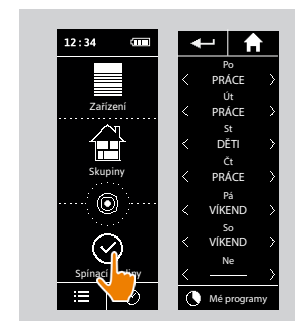 12:34
Zařízení
Skupiny
Spínací
Po
PRÁCE
Út
PRÁCE
St
DĚTI
Čt
PRÁCE
Pá
VÍKEND
So
VÍKEND
Ne
Mé programy